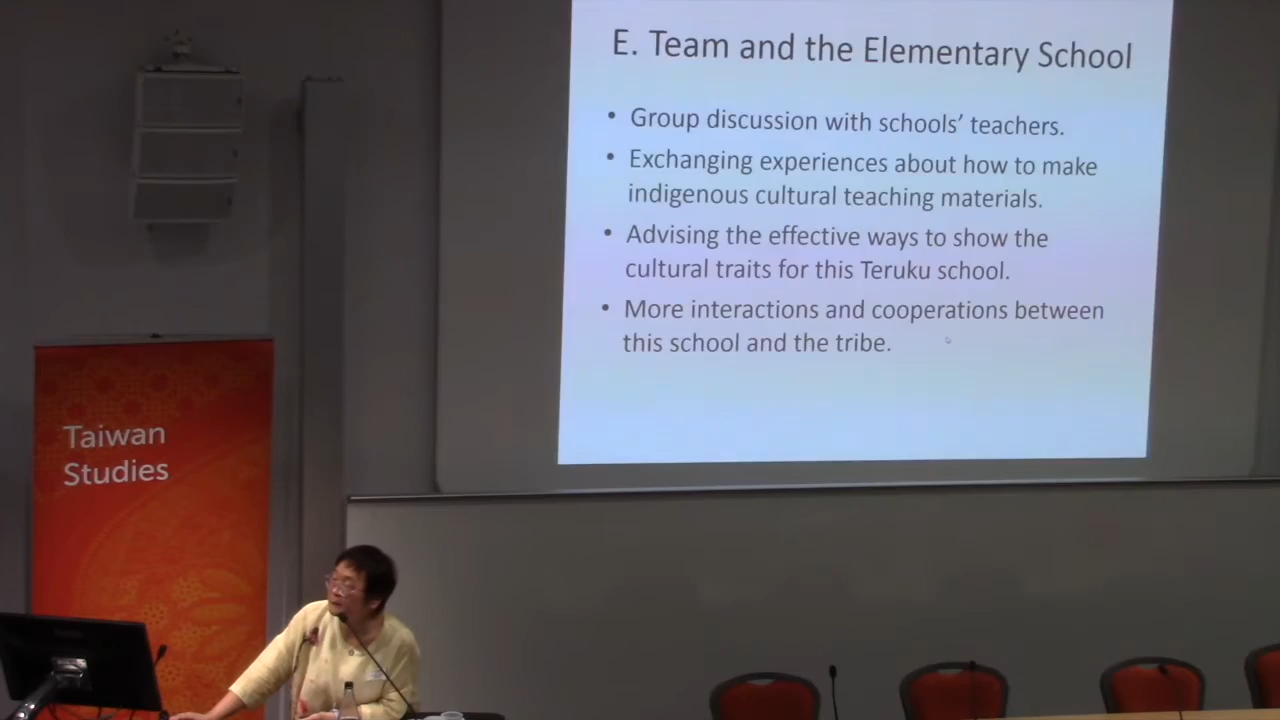 E. Team and the Elementary School
• Group discussion with schools' teachers.
• Exchanging experiences about how to make
indigenous cultural teaching materials.
• Advising the effective ways to show the
cultural traits for this Teruku school.
• More interactions and cooperations between
this school and the tribe.
Taiwan
Studies